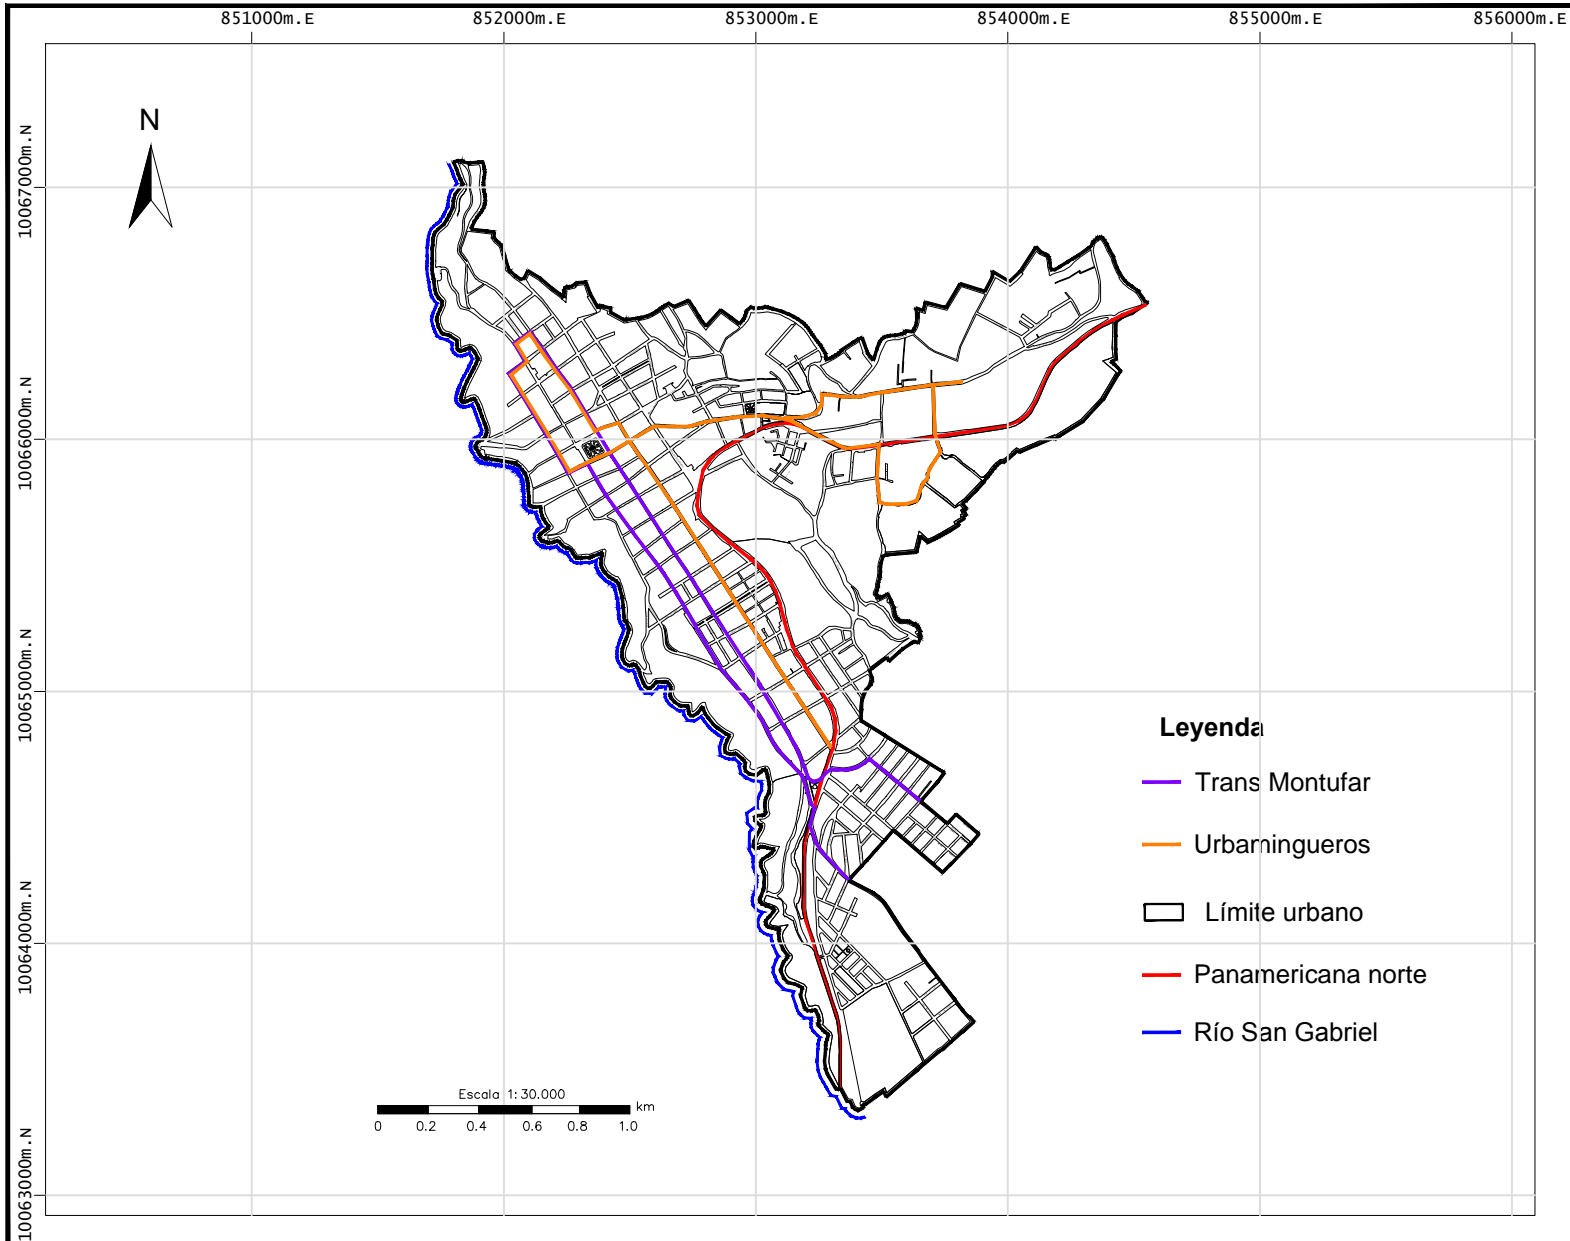 851000m.E 852000m.E 853000m.E 854000m.E 855000m.E 856000m.E
N
10067000m.N
10066000m.N
10065000m.N
10064000m.N
10063000m.N
Leyenda
Trans Montufar
Urbamingueros
Límite urbano
Panamericana norte
Río San Gabriel
Escala 1:30.000
km
0 0.2 0.4 0.6 0.8 1.0